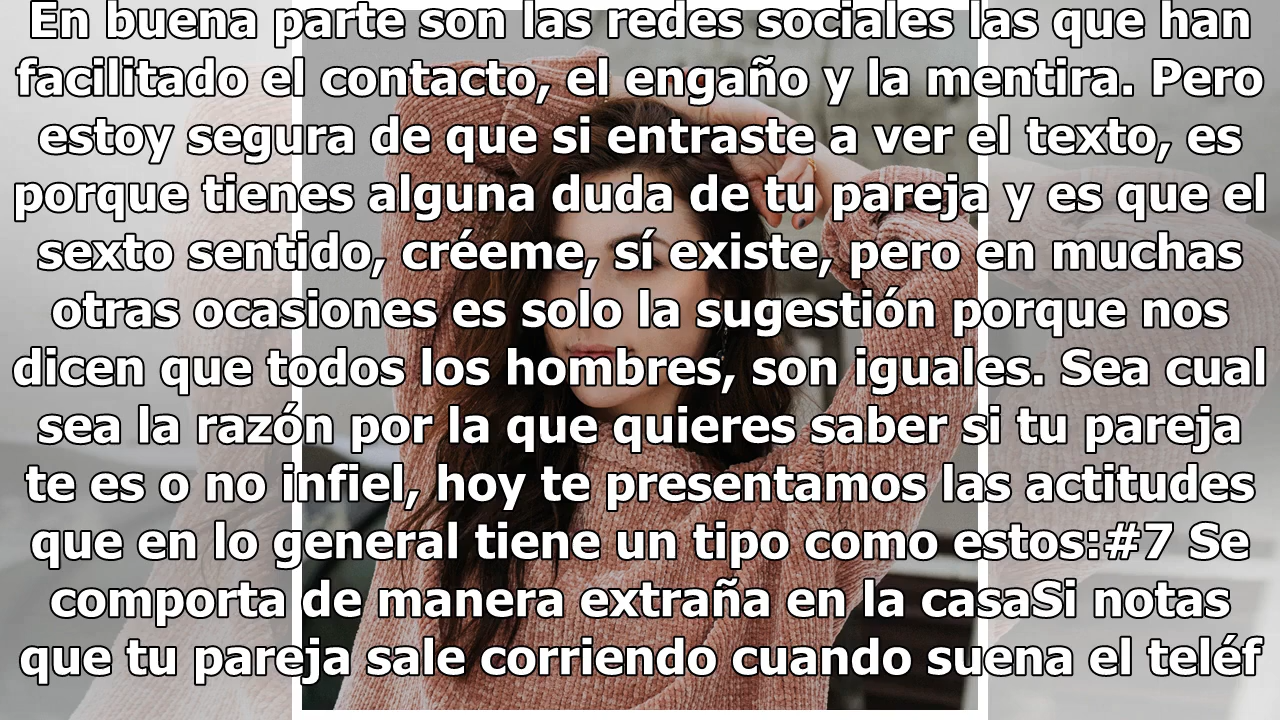 En buena parte son las redes sociales las que han
facilitado el contacto, el engaño y la mentira. Pero
estoy segura de que si entraste a ver el texto, es
porque tienes alguna duda de tu pareja y es que el
sexto sentido, créeme, sí existe, pero en muchas
otras ocasiones es solo la sugestión porque nos
dicen que todos los hombres, son iguales. Sea cual
sea la razón por la que quieres saber si tu pareja
te es o no infiel, hoy te presentamos las actitudes
que en lo general tiene un tipo como estos:#7 Se
comporta de manera extraña en la casaSi notas
que tu pareja sale corriendo cuando suena el teléf